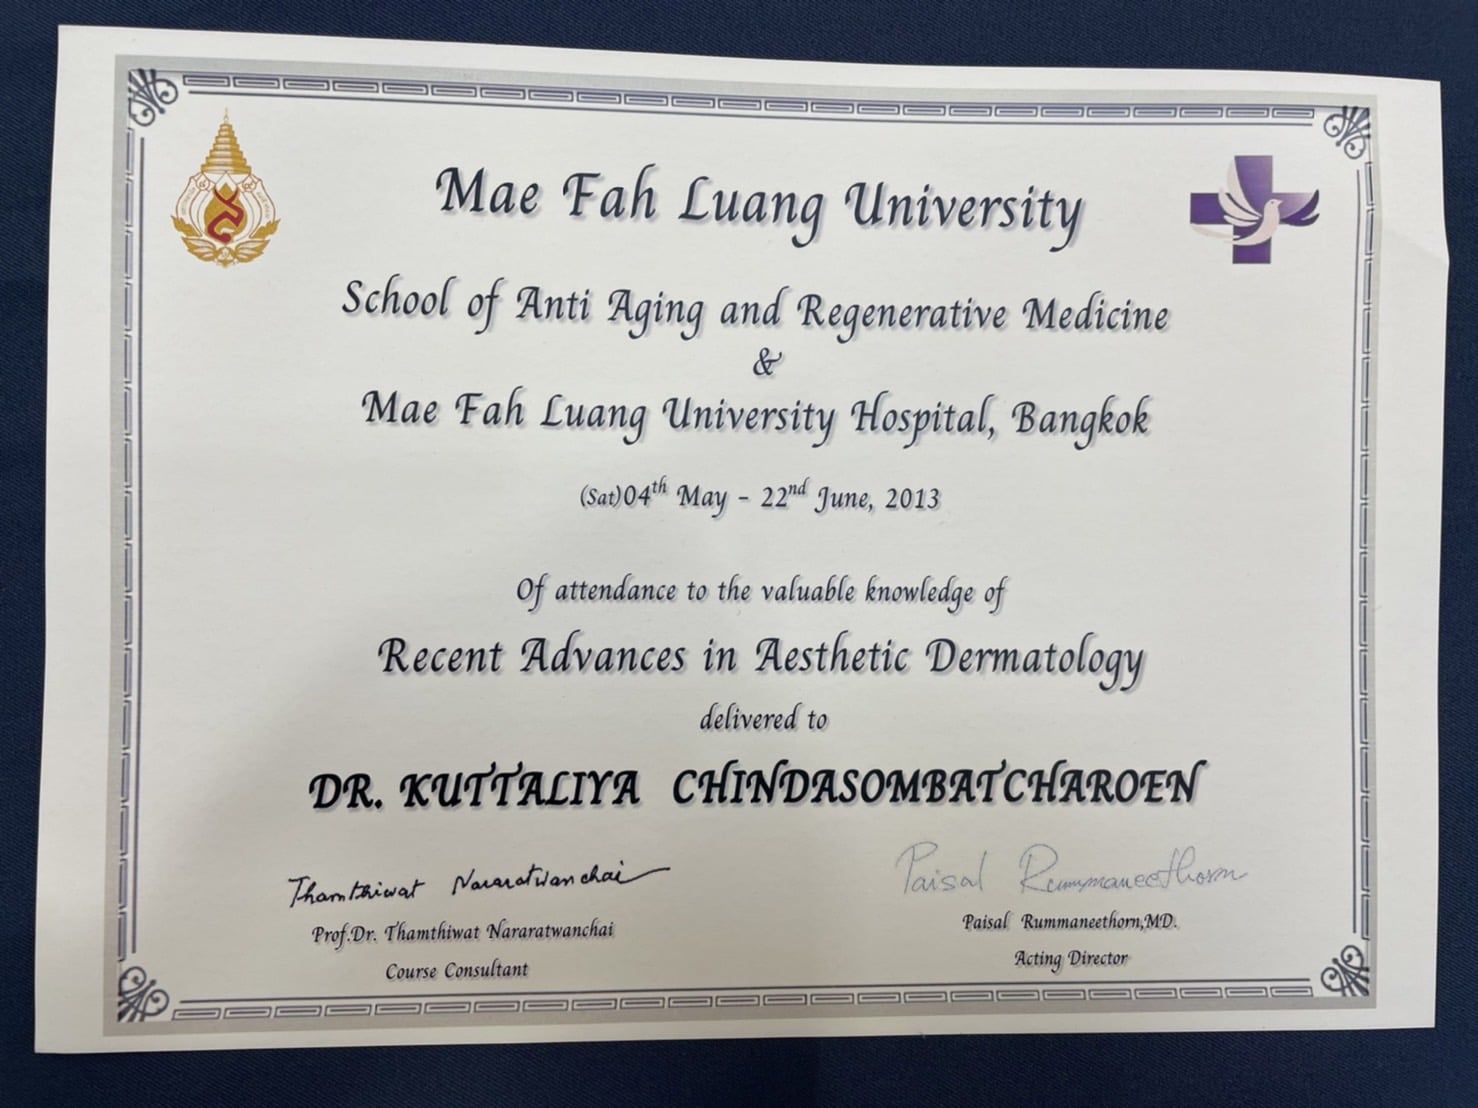 Mae Fah Luang University
School of Anti Aging and Regenerative Medicine
&
Mae Fah Luang University Hospital, Bangkok
(Sat)04th May - 22nd June, 2013
Of attendance to the valuable knowledge of
Recent Advances in Aesthetic Dermatology
delivered to
DR. KUTTALIYA CHINDASOMBATCHAROEN
Thamthiwat Nararatwanchai
Prof.Dr. Thamthiwat Nararatwanchai
Course Consultant
Paisal Rummaneethorn
Paisal Rummaneethorn,MD.
Acting Director